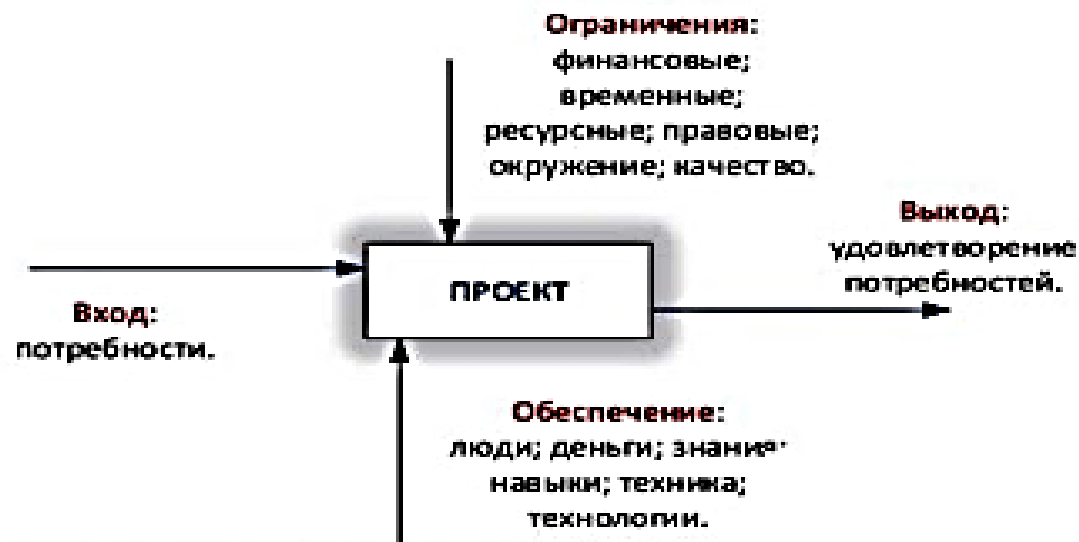 Ограничения:
финансовые;
временные;
ресурсные; правовые;
окружение; качество.
Выход:
удовлетворение
потребностей.
ПРОЕКТ
Вход:
потребности.
Обеспечение:
люди; деньги; знания;
навыки; техника;
технологии.